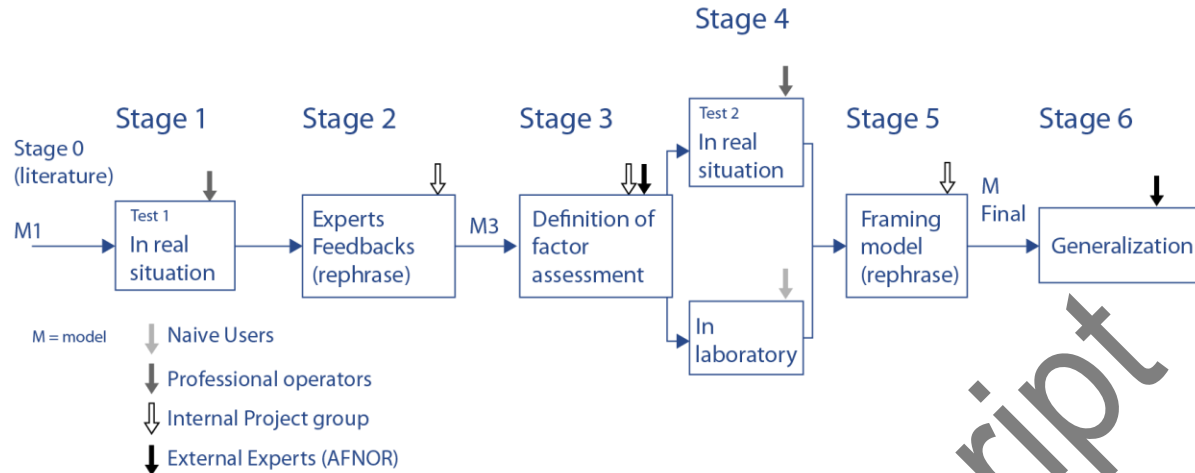 Stage 4
Stage 1
Stage 2
Stage 3
Stage 5
Stage 6
Stage 0
(literature)
M1
Test 1
In real
situation
Experts
Feedbacks
(rephrase)
M3
Definition of
factor
assessment
Test 2
In real
situation
In
laboratory
Framing
model
(rephrase)
M
Final
Generalization
M = model
Naive Users
Professional operators
Internal Project group
External Experts (AFNOR)
ript